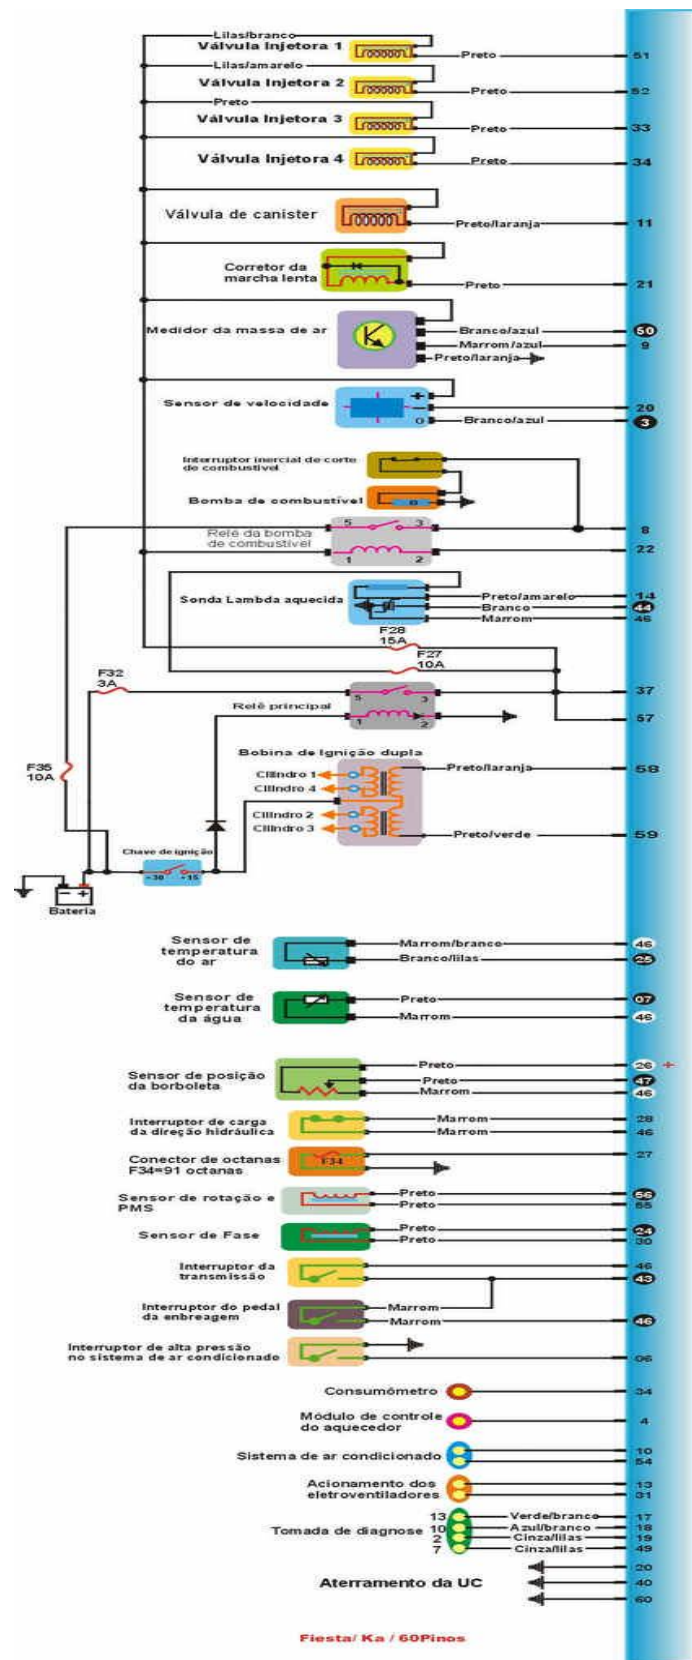 Lilas/branco
Válvula Injetora 1
Preto 51
Lilas/amarelo
Válvula Injetora 2
Preto 52
Preto
Válvula Injetora 3
Preto 33
Válvula Injetora 4
Preto 34
Válvula de canister
Preto/laranja 11
Corretor da
marcha lenta
Preto 21
Medidor da massa de ar
Branco/azul 50
Marrom/azul 9
Preto/laranja
Sensor de velocidade
+
− 20
0 Branco/azul 3
Interruptor inercial de corte
de combustível
Bomba de combustível
5 3 8
Relé da bomba
de combustível
1 2 22
Sonda Lambda aquecida
Preto/amarelo 14
Branco 44
Marrom 46
F28
15A
F27
10A
F32
3A
5 3 37
Relê principal
1 2
57
Bobina de Ignição dupla
F35
10A
Cilindro 1
Preto/laranja 58
Cilindro 4
Cilindro 2
Cilindro 3
Preto/verde 59
Chave de ignição
+30 +15
− +
Bateria
Sensor de
temperatura
do ar
Marrom/branco 46
Branco/lilas 25
Sensor de
temperatura
da água
Preto 07
Marrom 46
Sensor de posição
da borboleta
Preto 26 +
Preto 47
Marrom 46
Interruptor de carga
da direção hidráulica
Marrom 28
Marrom 46
Conector de octanas
F34=91 octanas
F34
27
Sensor de rotação e
PMS
Preto 56
Preto 55
Sensor de Fase
Preto 24
Preto 30
Interruptor da
transmissão
46
43
Interruptor do pedal
da enbreagem
Marrom
Marrom 46
Interruptor de alta pressão
no sistema de ar condicionado
06
Consumómetro 34
Módulo de controle
do aquecedor
4
Sistema de ar condicionado
10
54
Acionamento dos
eletroventiladores
13
31
Tomada de diagnose
13 Verde/branco 17
10 Azul/branco 18
2 Cinza/lilas 19
7 Cinza/lilas 49
Aterramento da UC
20
40
60
Fiesta/ Ka / 60Pinos